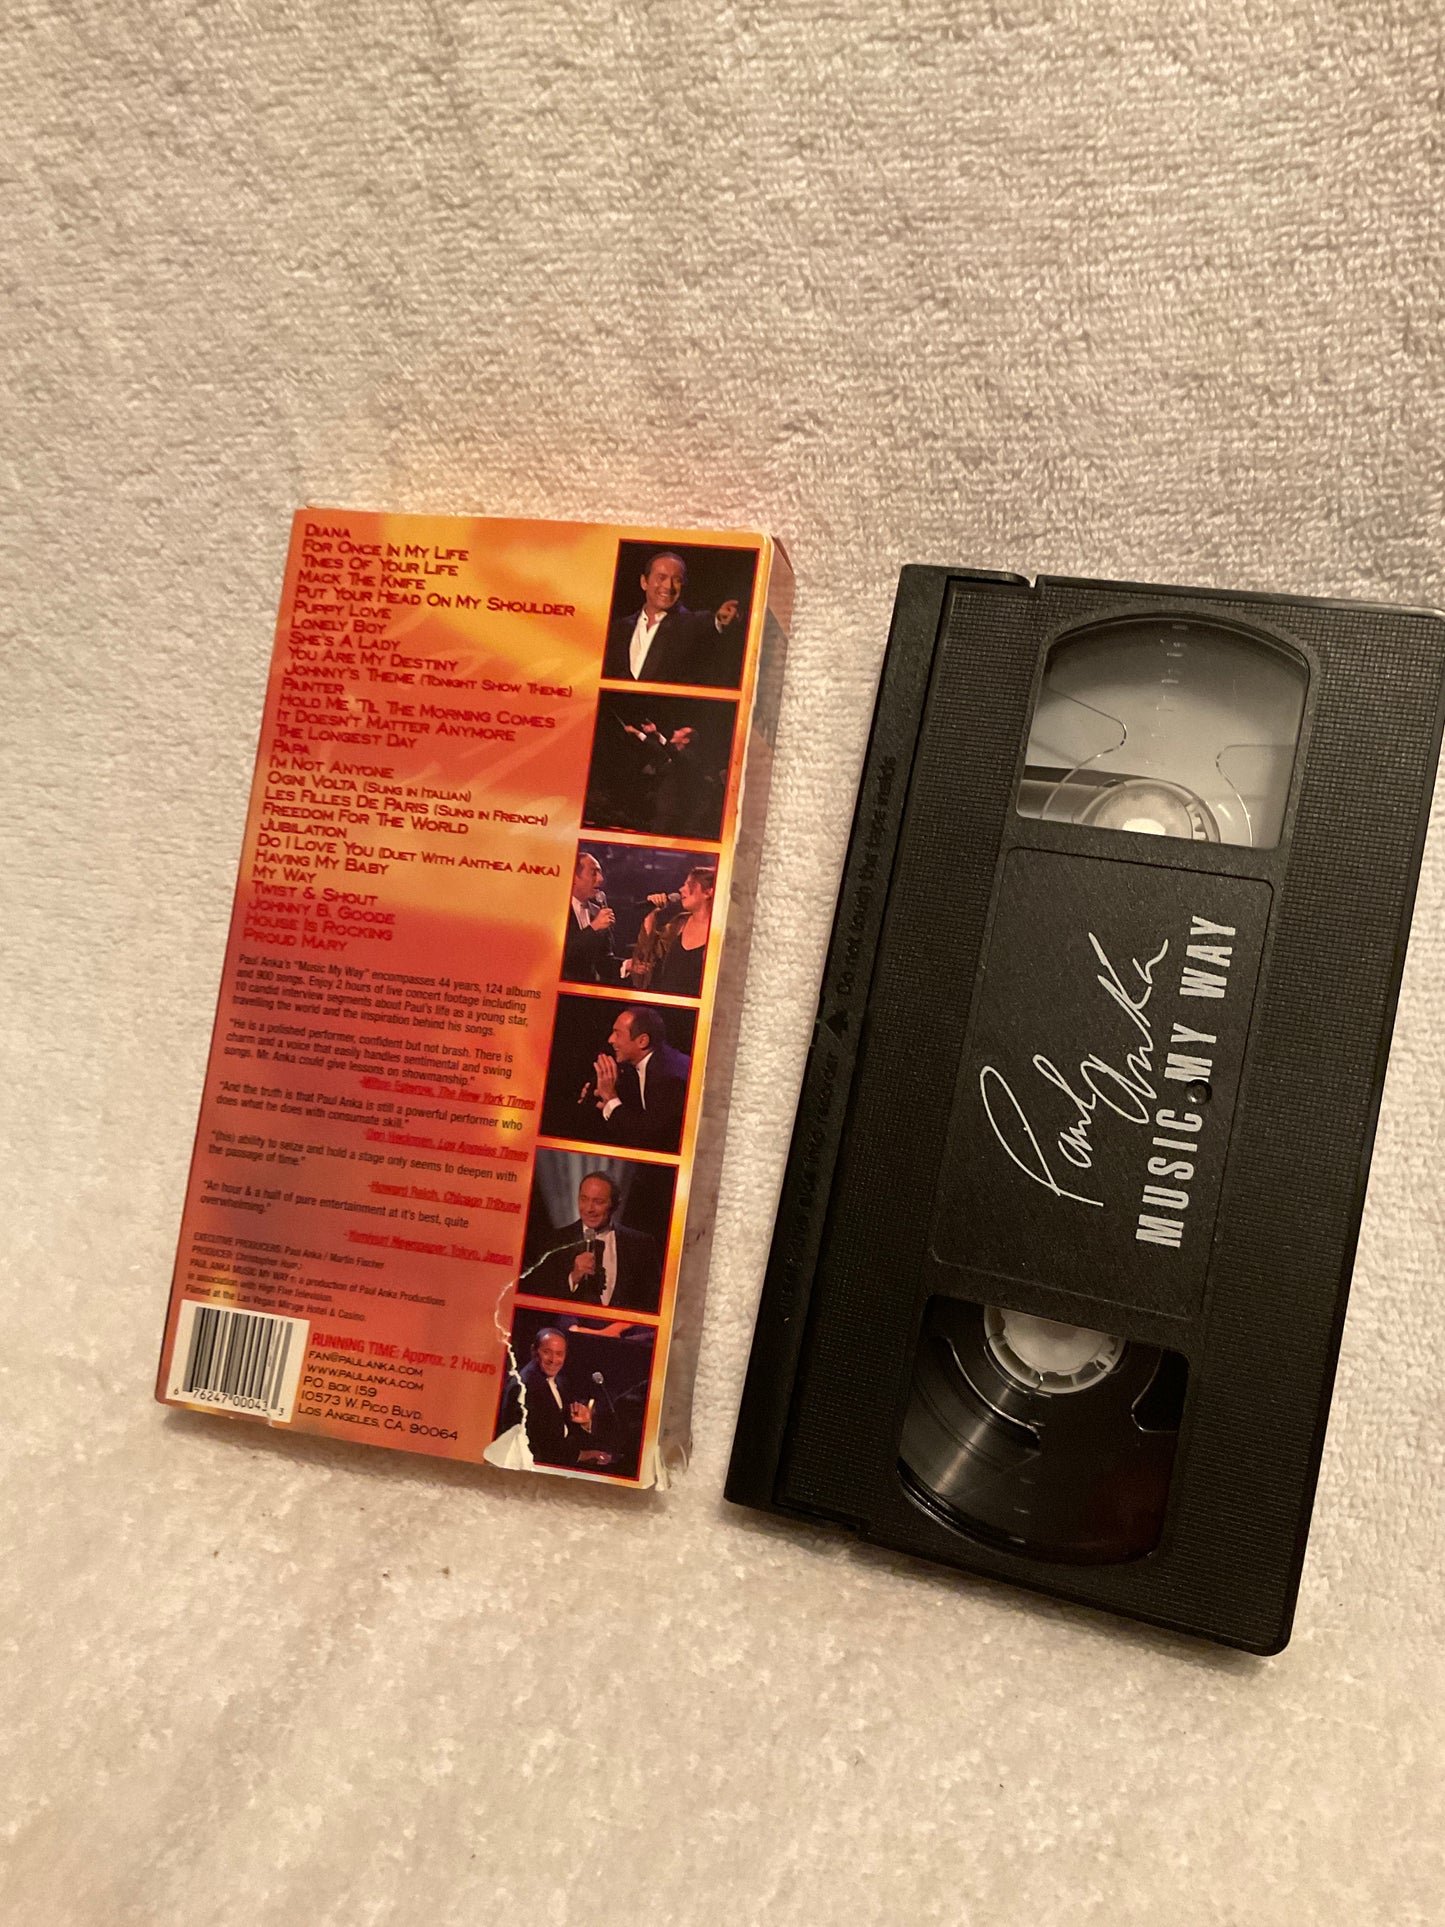 DIANA
FOR ONCE IN MY LIFE
TIMES OF YOUR LIFE
MACK THE KNIFE
PUT YOUR HEAD ON MY SHOULDER
PUPPY LOVE
LONELY BOY
SHE'S A LADY
YOU ARE MY DESTINY
JOHNNY'S THEME (TONIGHT SHOW THEME)
PAINTER
HOLD ME 'TIL THE MORNING COMES
IT DOESN'T MATTER ANYMORE
THE LONGEST DAY
PAPA
I'M NOT ANYONE
OGNI VOLTA (SUNG IN ITALIAN)
LES FILLES DE PARIS (SUNG IN FRENCH)
FREEDOM FOR THE WORLD
JUBILATION
DO I LOVE YOU (DUET WITH ANTHEA ANKA)
HAVING MY BABY
MY WAY
TWIST & SHOUT
JOHNNY B. GOODE
HOUSE IS ROCKING
PROUD MARY
Paul Anka's "Music My Way" encompasses 44 years, 124 albums
and 900 songs. Enjoy 2 hours of live concert footage including
10 candid interview segments about Paul's life as a young star,
travelling the world and the inspiration behind his songs.
"He is a polished performer, confident but not brash. There is
charm and a voice that easily handles sentimental and swing
songs. Mr. Anka could give lessons on showmanship."
-Milton Esterow, The New York Times
"And the truth is that Paul Anka is still a powerful performer who
does what he does with consumate skill."
-Don Heckman, Los Angeles Times
"(his) ability to seize and hold a stage only seems to deepen with
the passage of time."
-Howard Reich, Chicago Tribune
"An hour & a half of pure entertainment at it's best, quite
overwhelming."
-Yomiuri Newspaper, Tokyo, Japan
EXECUTIVE PRODUCERS: Paul Anka / Martin Fischer
PRODUCER: Christopher
PAUL ANKA MUSIC MY WAY is a production of Paul Anka Productions
in association with High Five Television.
Filmed at the Las Vegas Mirage Hotel & Casino.
RUNNING TIME: Approx. 2 Hours
FAN@PAULANKA.COM
WWW.PAULANKA.COM
P.O. BOX 159
10573 W. PICO BLVD.
LOS ANGELES, CA. 90064
6 76247 00043 3
Do not touch the tape inside
Paul Anka
MUSIC MY WAY